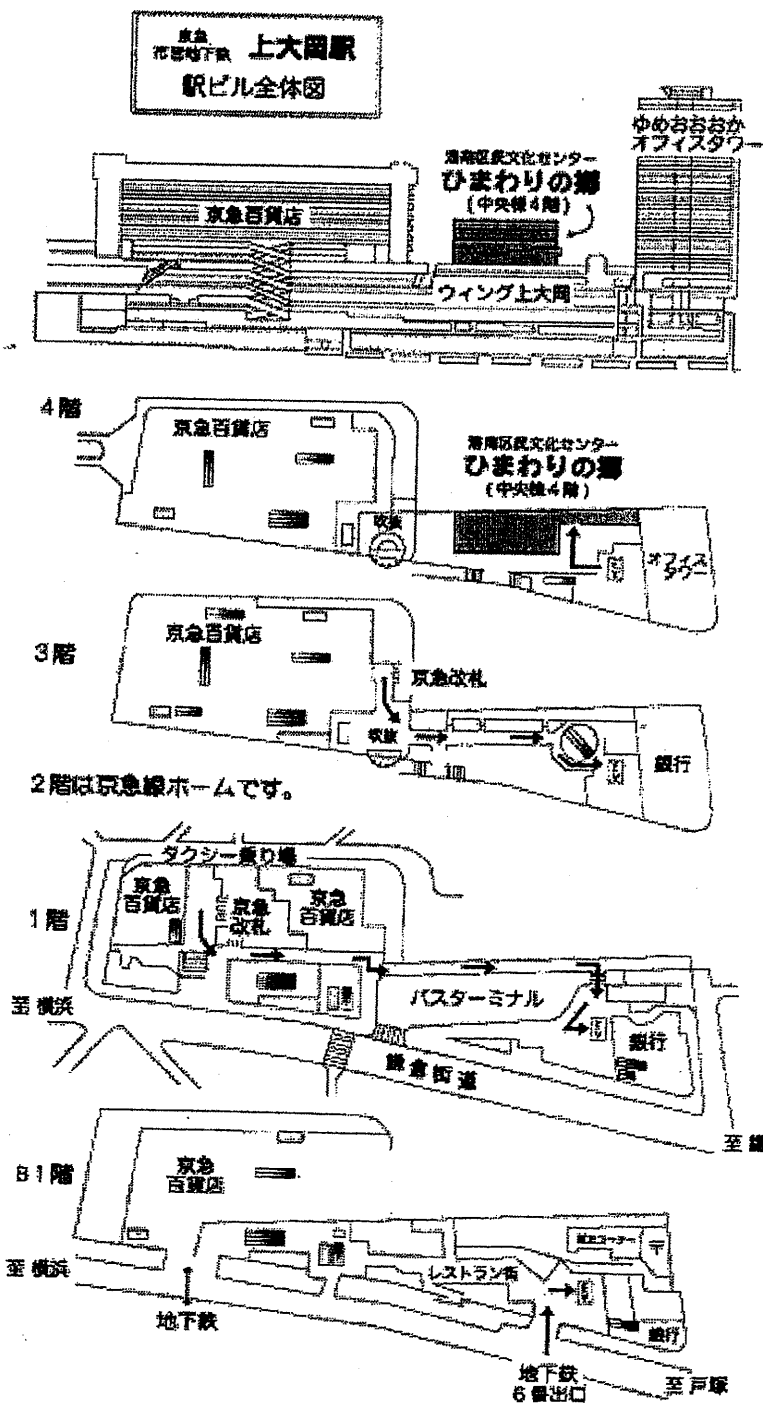 京急
市営地下鉄 上大岡駅
駅ビル全体図
ゆめおおおか
オフィスタワー
港南区民文化センター
ひまわりの郷
(中央棟4階)
京急百貨店
ウィング上大岡
4階
京急百貨店
港南区民文化センター
ひまわりの郷
(中央棟4階)
吹抜
オフィス
タワー
3階
京急百貨店
京急改札
吹抜
銀行
2階は京急線ホームです。
タクシー乗り場
1階
京急
百貨店
京急
改札
京急
百貨店
至横浜
バスターミナル
銀行
鎌倉街道
至
B1階
京急
百貨店
至横浜
レストラン街
〒
地下鉄
銀行
地下鉄
6番出口
至戸塚